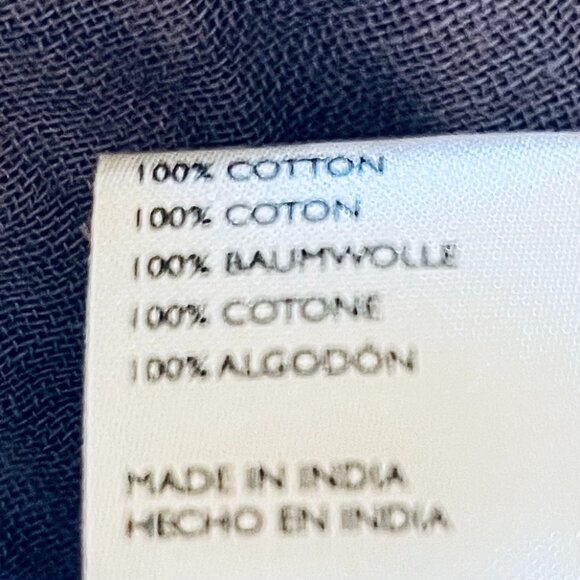 100% COTTON
100% COTON
100% BAUMWOLLE
100% COTONE
100% ALGODÓN
MADE IN INDIA
HECHO EN INDIA